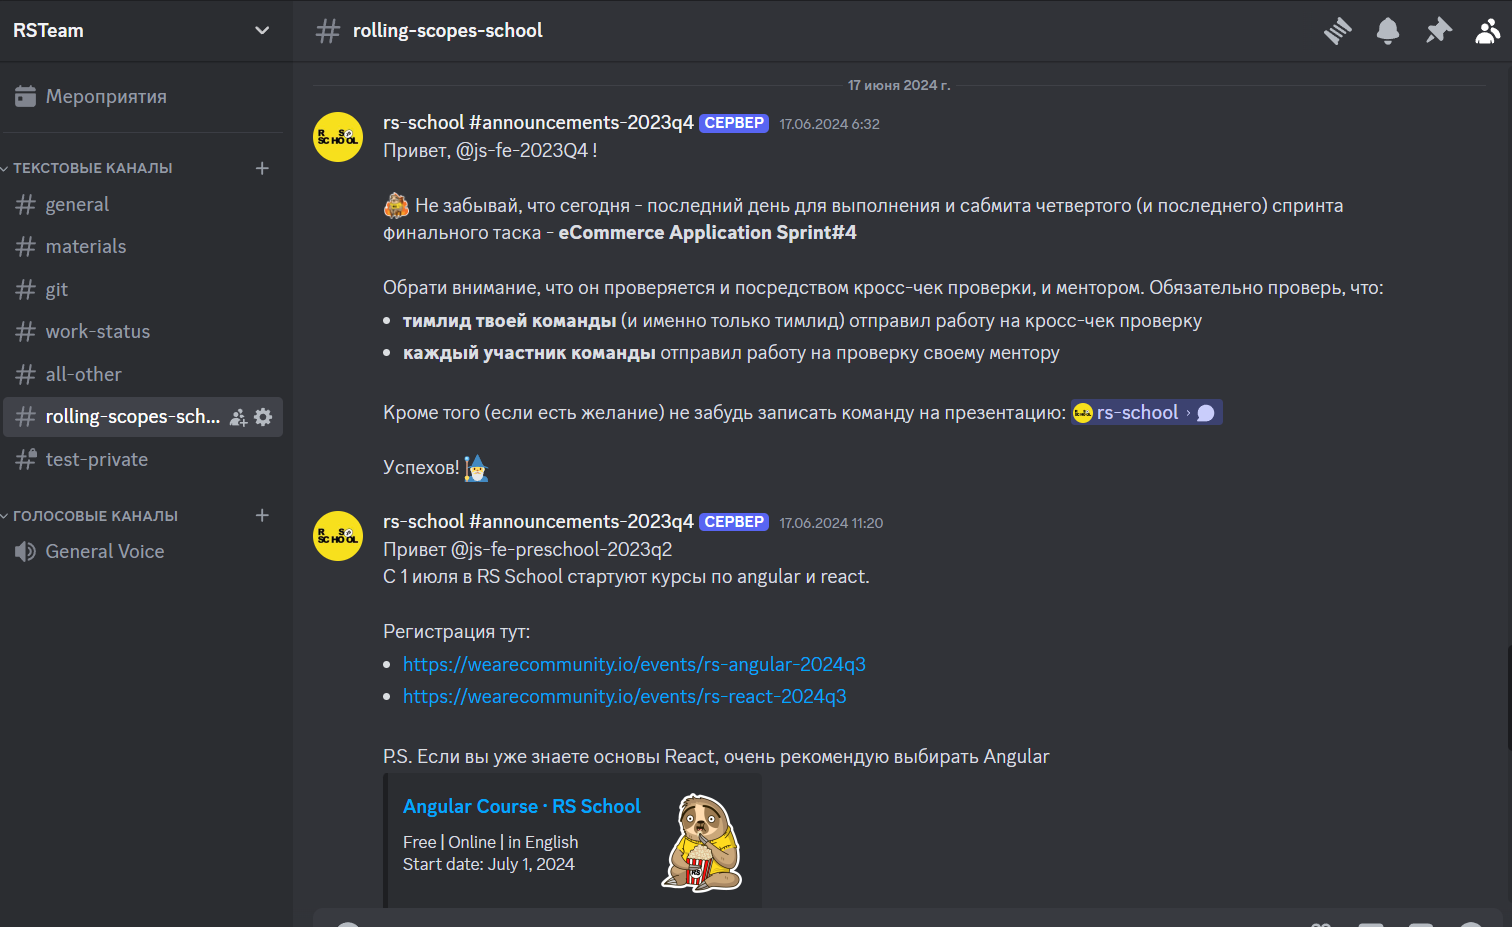 RSTeam
rolling-scopes-school
Мероприятия
ТЕКСТОВЫЕ КАНАЛЫ
general
materials
git
work-status
all-other
rolling-scopes-sch...
test-private
ГОЛОСОВЫЕ КАНАЛЫ
General Voice
17 июня 2024 г.
rs-school #announcements-2023q4 СЕРВЕР 17.06.2024 6:32
Привет, @js-fe-2023Q4 !
Не забывай, что сегодня - последний день для выполнения и сабмита четвертого (и последнего) спринта
финального таска - eCommerce Application Sprint#4
Обрати внимание, что он проверяется и посредством кросс-чек проверки, и ментором. Обязательно проверь, что:
• тимлид твоей команды (и именно только тимлид) отправил работу на кросс-чек проверку
• каждый участник команды отправил работу на проверку своему ментору
Кроме того (если есть желание) не забудь записать команду на презентацию: rs-school ›
Успехов!
rs-school #announcements-2023q4 СЕРВЕР 17.06.2024 11:20
Привет @js-fe-preschool-2023q2
С 1 июля в RS School стартуют курсы по angular и react.
Регистрация тут:
• https://wearecommunity.io/events/rs-angular-2024q3
• https://wearecommunity.io/events/rs-react-2024q3
P.S. Если вы уже знаете основы React, очень рекомендую выбирать Angular
Angular Course · RS School
Free | Online | in English
Start date: July 1, 2024
RS